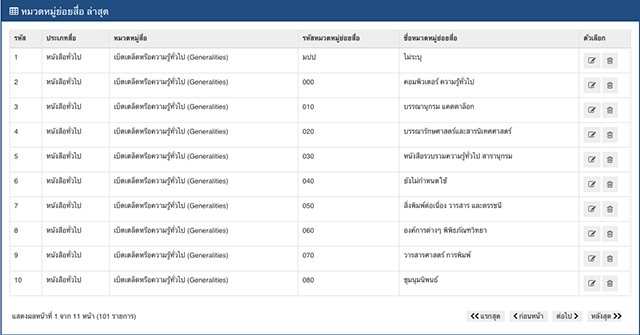 หมวดหมู่ย่อยสื่อ ล่าสุด
รหัส ประเภทสื่อ หมวดหมู่สื่อ รหัสหมวดหมู่ย่อยสื่อ ชื่อหมวดหมู่ย่อยสื่อ ตัวเลือก
1 หนังสือทั่วไป เบ็ดเตล็ดหรือความรู้ทั่วไป (Generalities) มปป ไม่ระบุ
2 หนังสือทั่วไป เบ็ดเตล็ดหรือความรู้ทั่วไป (Generalities) 000 คอมพิวเตอร์ ความรู้ทั่วไป
3 หนังสือทั่วไป เบ็ดเตล็ดหรือความรู้ทั่วไป (Generalities) 010 บรรณานุกรม แคตตาล็อก
4 หนังสือทั่วไป เบ็ดเตล็ดหรือความรู้ทั่วไป (Generalities) 020 บรรณารักษศาสตร์และสารนิเทศศาสตร์
5 หนังสือทั่วไป เบ็ดเตล็ดหรือความรู้ทั่วไป (Generalities) 030 หนังสือรวบรวมความรู้ทั่วไป สารานุกรม
6 หนังสือทั่วไป เบ็ดเตล็ดหรือความรู้ทั่วไป (Generalities) 040 ยังไม่กำหนดใช้
7 หนังสือทั่วไป เบ็ดเตล็ดหรือความรู้ทั่วไป (Generalities) 050 สิ่งพิมพ์ต่อเนื่อง วารสาร และดรรชนี
8 หนังสือทั่วไป เบ็ดเตล็ดหรือความรู้ทั่วไป (Generalities) 060 องค์การต่างๆ พิพิธภัณฑวิทยา
9 หนังสือทั่วไป เบ็ดเตล็ดหรือความรู้ทั่วไป (Generalities) 070 วารสารศาสตร์ การพิมพ์
10 หนังสือทั่วไป เบ็ดเตล็ดหรือความรู้ทั่วไป (Generalities) 080 ชุมนุมนิพนธ์
แสดงผลหน้าที่ 1 จาก 11 หน้า (101 รายการ) แรกสุด ก่อนหน้า ต่อไป หลังสุด